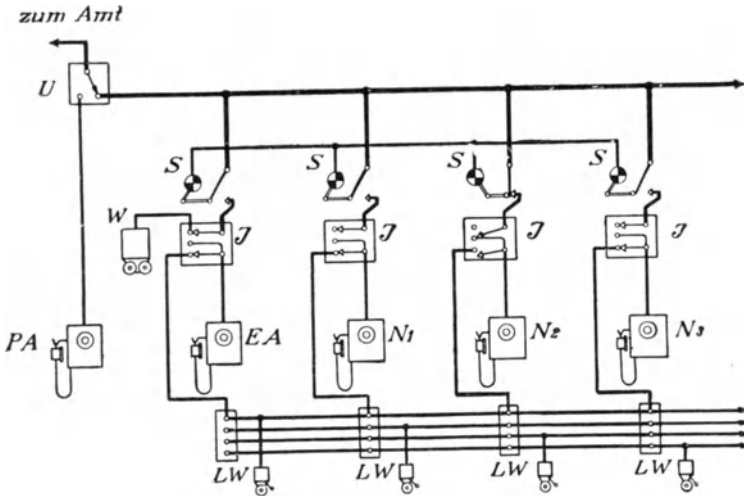 zum Amt
U
S S S S
W
J J J J
PA EA N1 N2 N3
LW LW LW LW